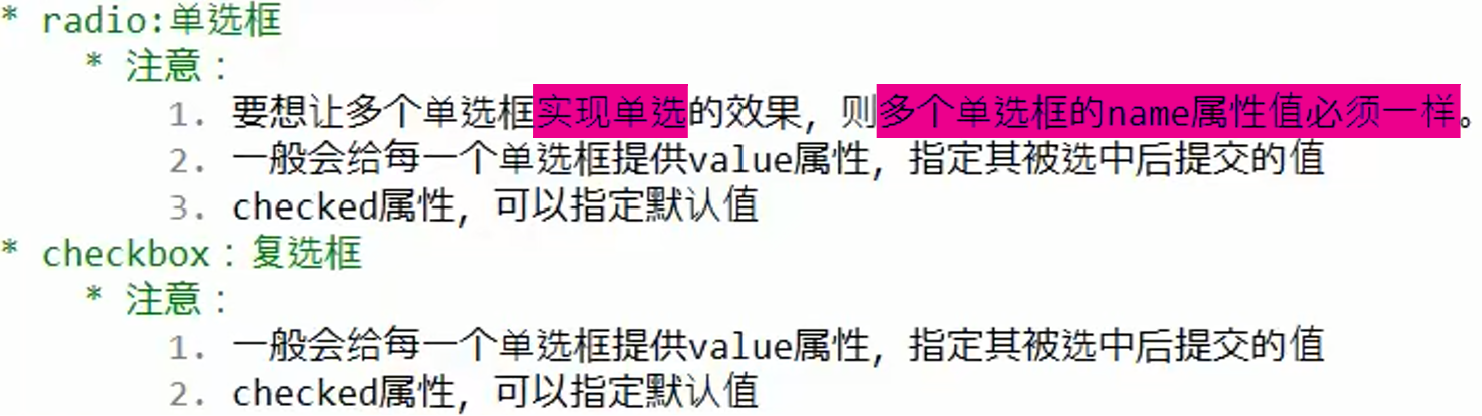 * radio:单选框
* 注意：
1. 要想让多个单选框实现单选的效果，则多个单选框的name属性值必须一样。
2. 一般会给每一个单选框提供value属性，指定其被选中后提交的值
3. checked属性，可以指定默认值
* checkbox：复选框
* 注意：
1. 一般会给每一个单选框提供value属性，指定其被选中后提交的值
2. checked属性，可以指定默认值